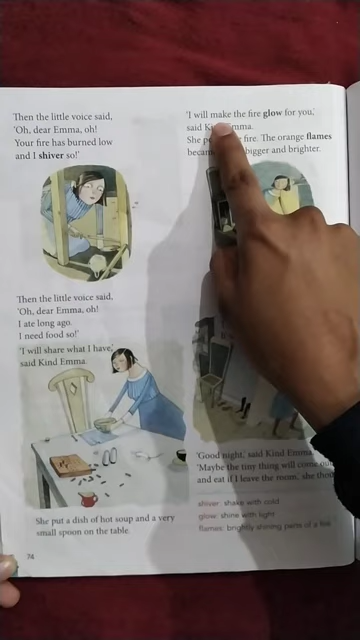 Then the little voice said,
'Oh, dear Emma, oh!
Your fire has burned low
and I shiver so!'
Then the little voice said,
'Oh, dear Emma, oh!
I ate long ago.
I need food so!'
'I will share what I have,'
said Kind Emma.
She put a dish of hot soup and a very
small spoon on the table.
74
'I will make the fire glow for you,'
said Emma.
She fire. The orange flames
bigger and brighter.
'Good night,' said Kind Emma.
'Maybe the tiny thing will come
and eat if I leave the room, she
shiver: shake with cold
glow: shine with light
flames: brightly shining parts of a fire